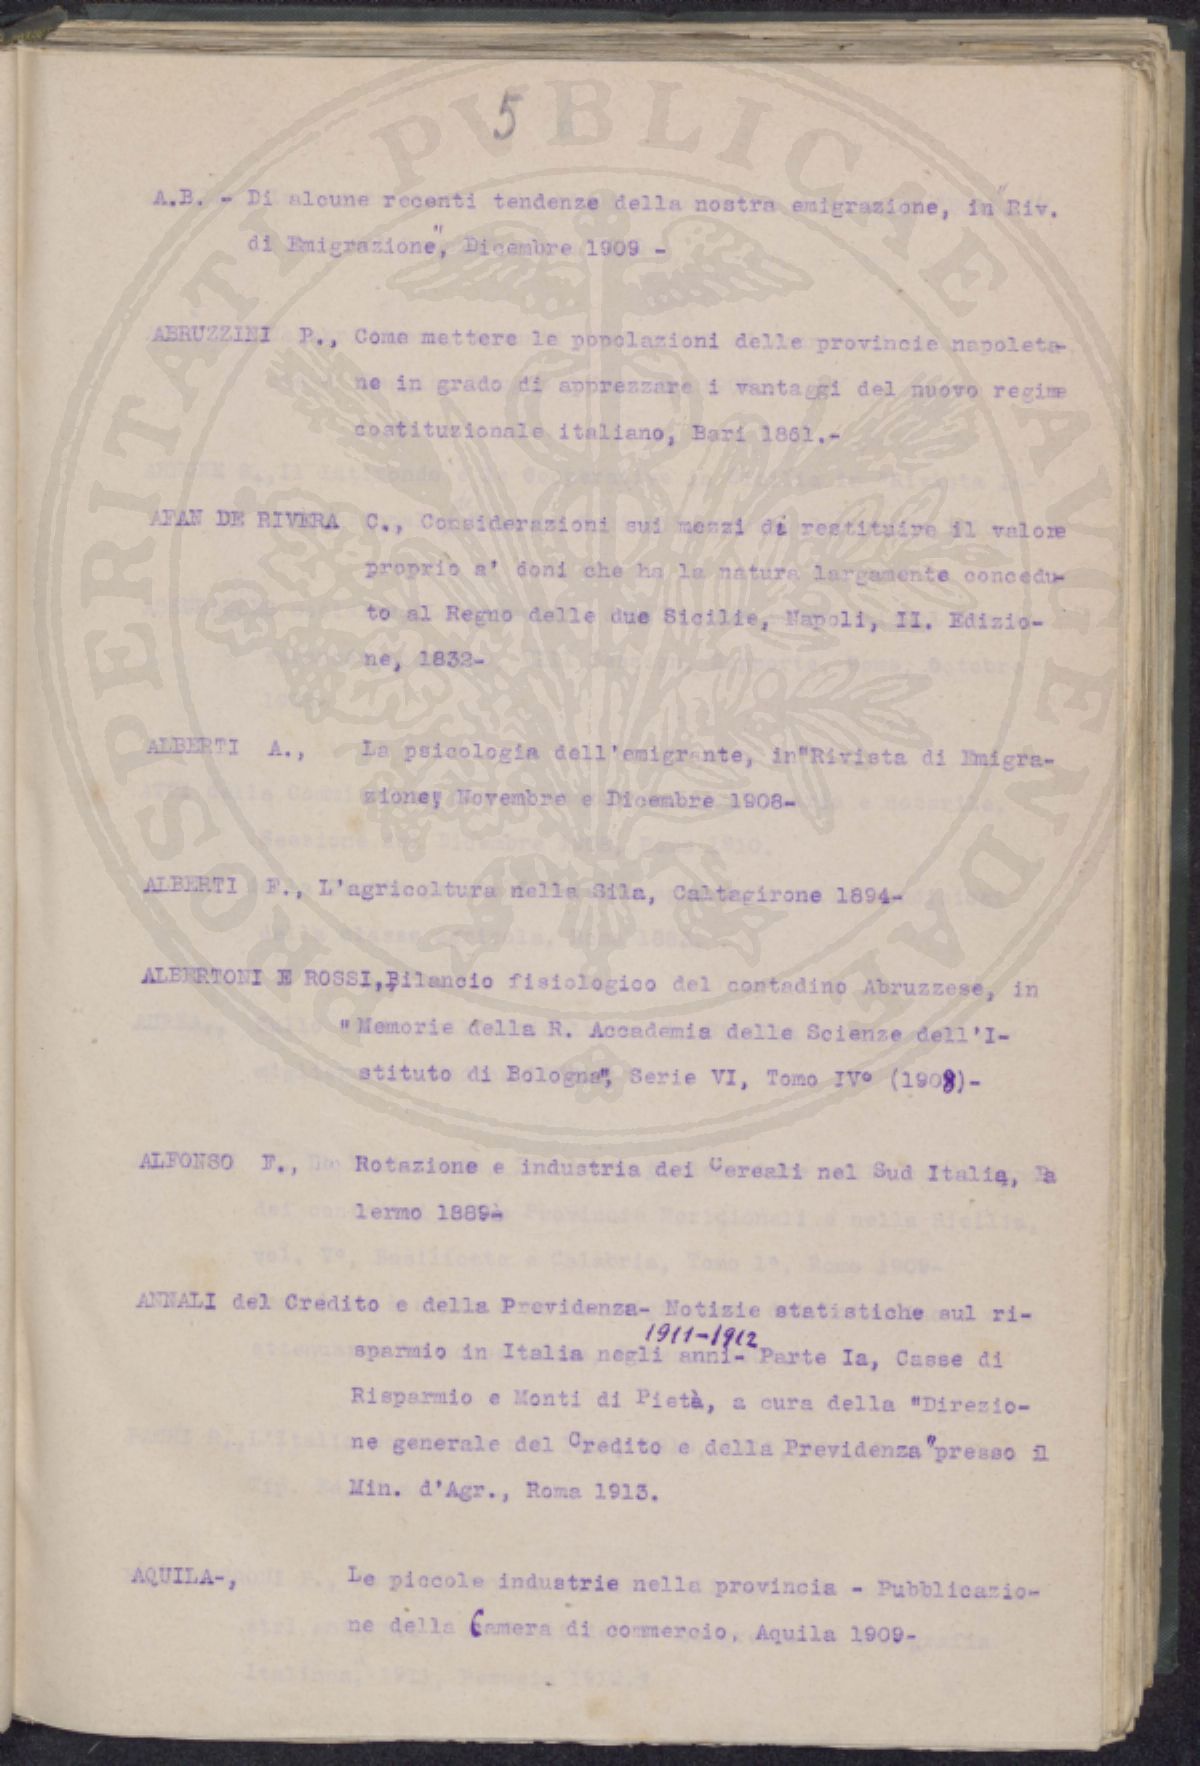 5
A.B. - Di alcune recenti tendenze della nostra emigrazione, in "Riv.
di Emigrazione", Dicembre 1909 -
ABRUZZINI P., Come mettere le popolazioni delle provincie napoleta-
ne in grado di apprezzare i vantaggi del nuovo regime
costituzionale italiano, Bari 1861.-
AFAN DE RIVERA C., Considerazioni sui mezzi di restituire il valore
proprio a' doni che ha la natura largamente concedu-
to al Regno delle due Sicilie, Napoli, II. Edizio-
ne, 1832-
ALBERTI A., La psicologia dell'emigrante, in "Rivista di Emigra-
zione", Novembre e Dicembre 1908-
ALBERTI F., L'agricoltura nella Sila, Caltagirone 1894-
ALBERTONI E ROSSI, Bilancio fisiologico del contadino Abruzzese, in
"Memorie della R. Accademia delle Scienze dell'I-
stituto di Bologna", Serie VI, Tomo IV° (1908)-
ALFONSO F., Rotazione e industria dei Cereali nel Sud Italia, Pa
lermo 1889-
ANNALI del Credito e della Previdenza- Notizie statistiche sul ri-
1911-1912
sparmio in Italia negli anni- Parte Ia, Casse di
Risparmio e Monti di Pietà, a cura della "Direzio-
ne generale del Credito e della Previdenza" presso il
Min. d'Agr., Roma 1913.
AQUILA-, Le piccole industrie nella provincia - Pubblicazio-
ne della Camera di commercio, Aquila 1909-
PROSPERITATI PVBLICAE AVGENDAE